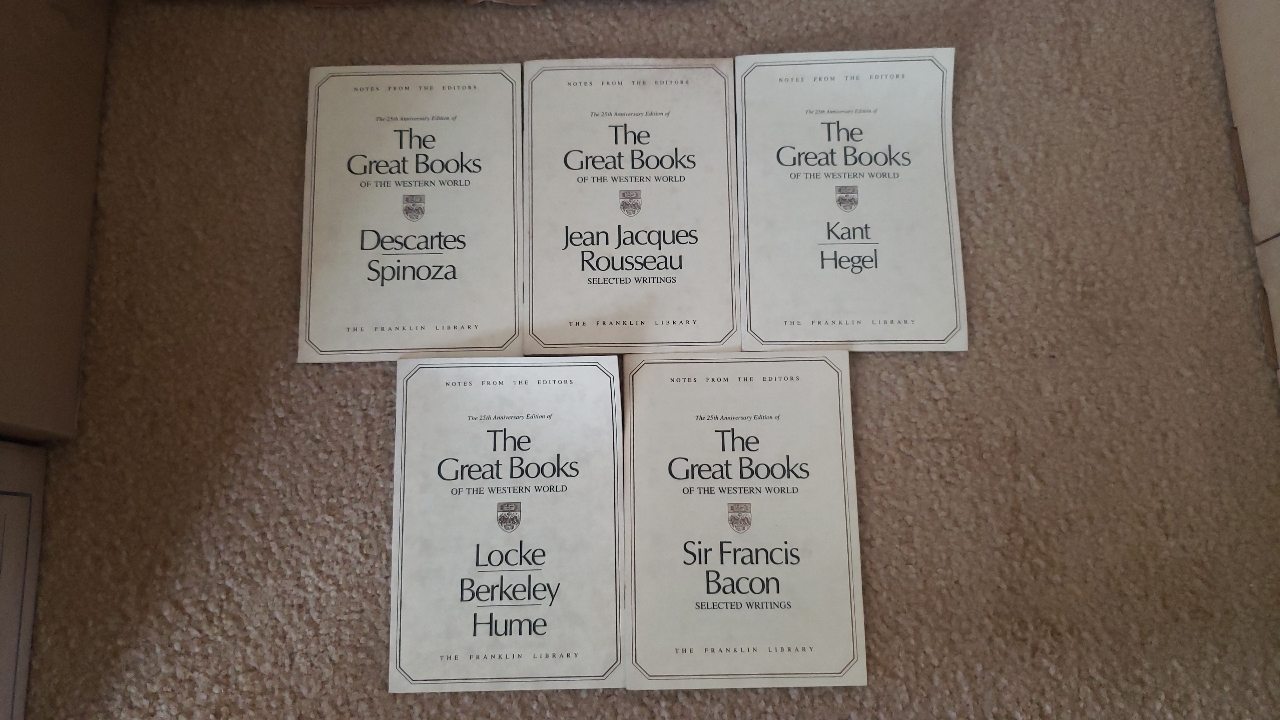 NOTES FROM THE EDITORS
The 25th Anniversary Edition of
The
Great Books
OF THE WESTERN WORLD
Descartes
Spinoza
THE FRANKLIN LIBRARY
NOTES FROM THE EDITORS
The 25th Anniversary Edition of
The
Great Books
OF THE WESTERN WORLD
Jean Jacques
Rousseau
SELECTED WRITINGS
THE FRANKLIN LIBRARY
NOTES FROM THE EDITORS
The 25th Anniversary Edition of
The
Great Books
OF THE WESTERN WORLD
Kant
Hegel
THE FRANKLIN LIBRARY
NOTES FROM THE EDITORS
The 25th Anniversary Edition of
The
Great Books
OF THE WESTERN WORLD
Locke
Berkeley
Hume
THE FRANKLIN LIBRARY
NOTES FROM THE EDITORS
The 25th Anniversary Edition of
The
Great Books
OF THE WESTERN WORLD
Sir Francis
Bacon
SELECTED WRITINGS
THE FRANKLIN LIBRARY